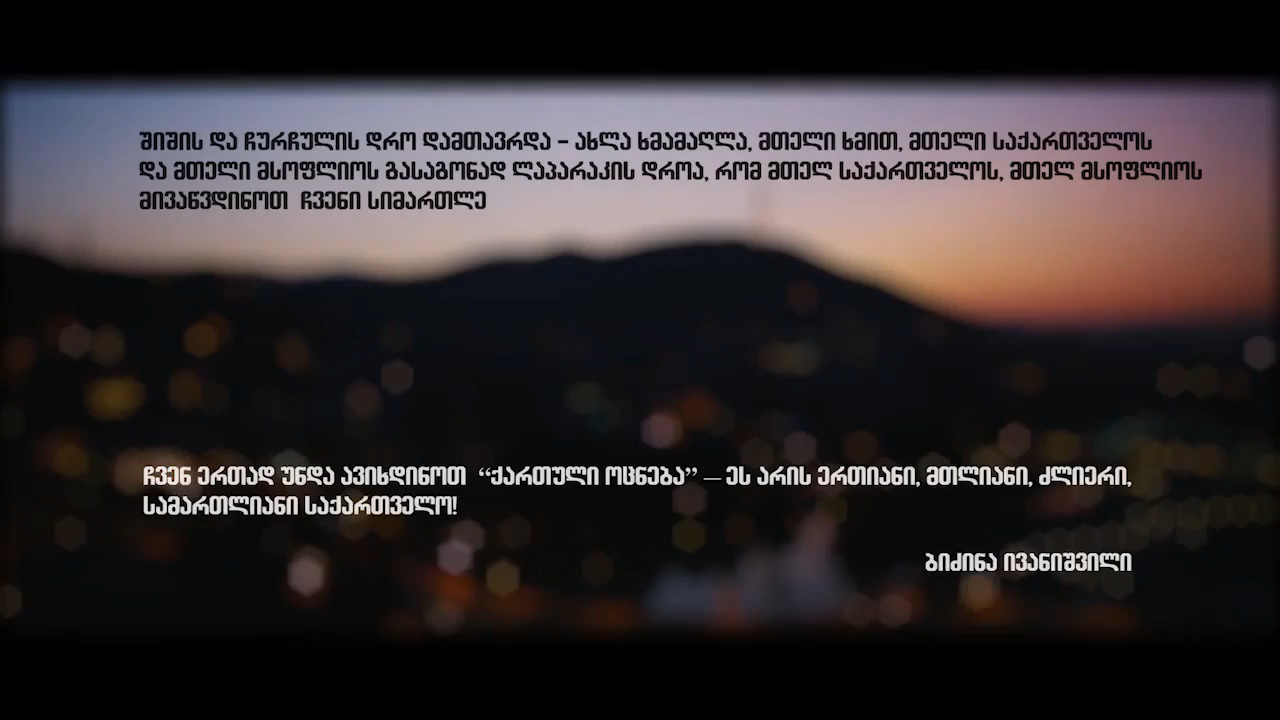 შიშის და ჩურჩულის დრო დამთავრდა - ახლა ხმამაღლა, მთელი ხმით, მთელი საქართველოს
და მთელი მსოფლიოს გასაგონად ლაპარაკის დროა, რომ მთელ საქართველოს, მთელ მსოფლიოს
მივაწვდინოთ ჩვენი სიმართლე
ჩვენ ერთად უნდა ავიხდინოთ “ქართული ოცნება” — ეს არის ერთიანი, მთლიანი, ძლიერი,
სამართლიანი საქართველო!
ბიძინა ივანიშვილი